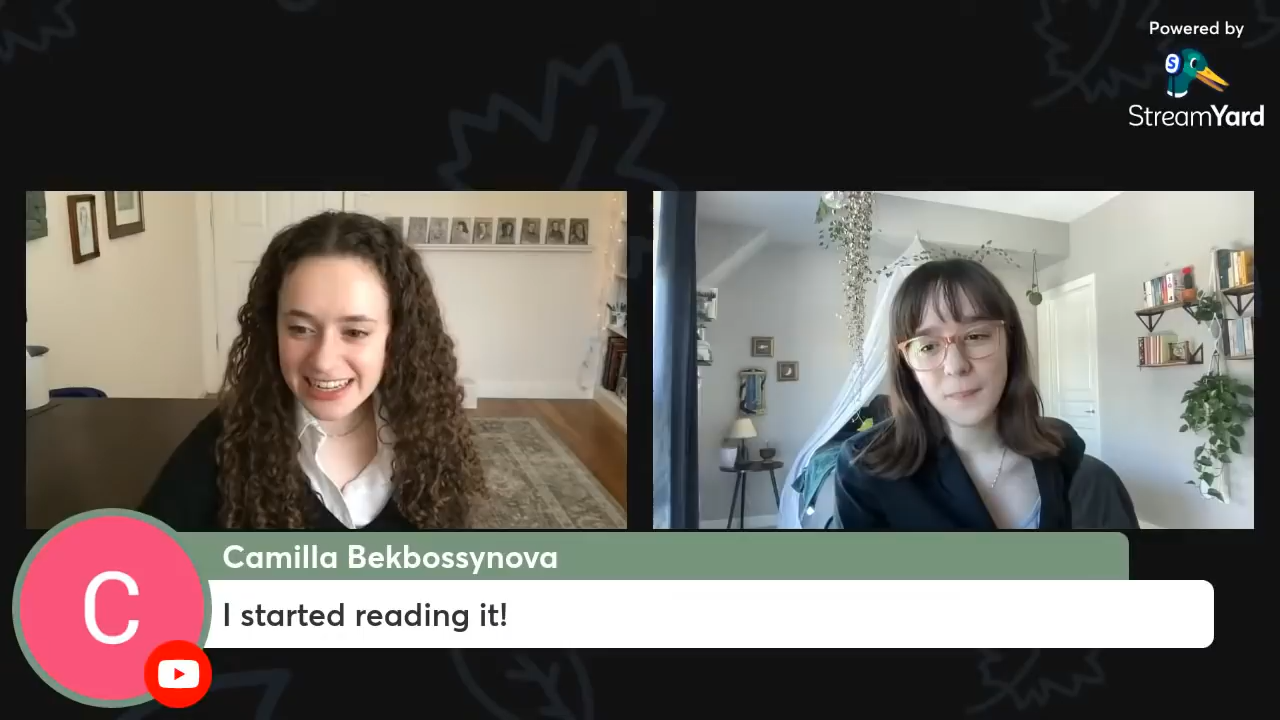 Powered by
S
StreamYard
Camilla Bekbossynova
C
I started reading it!